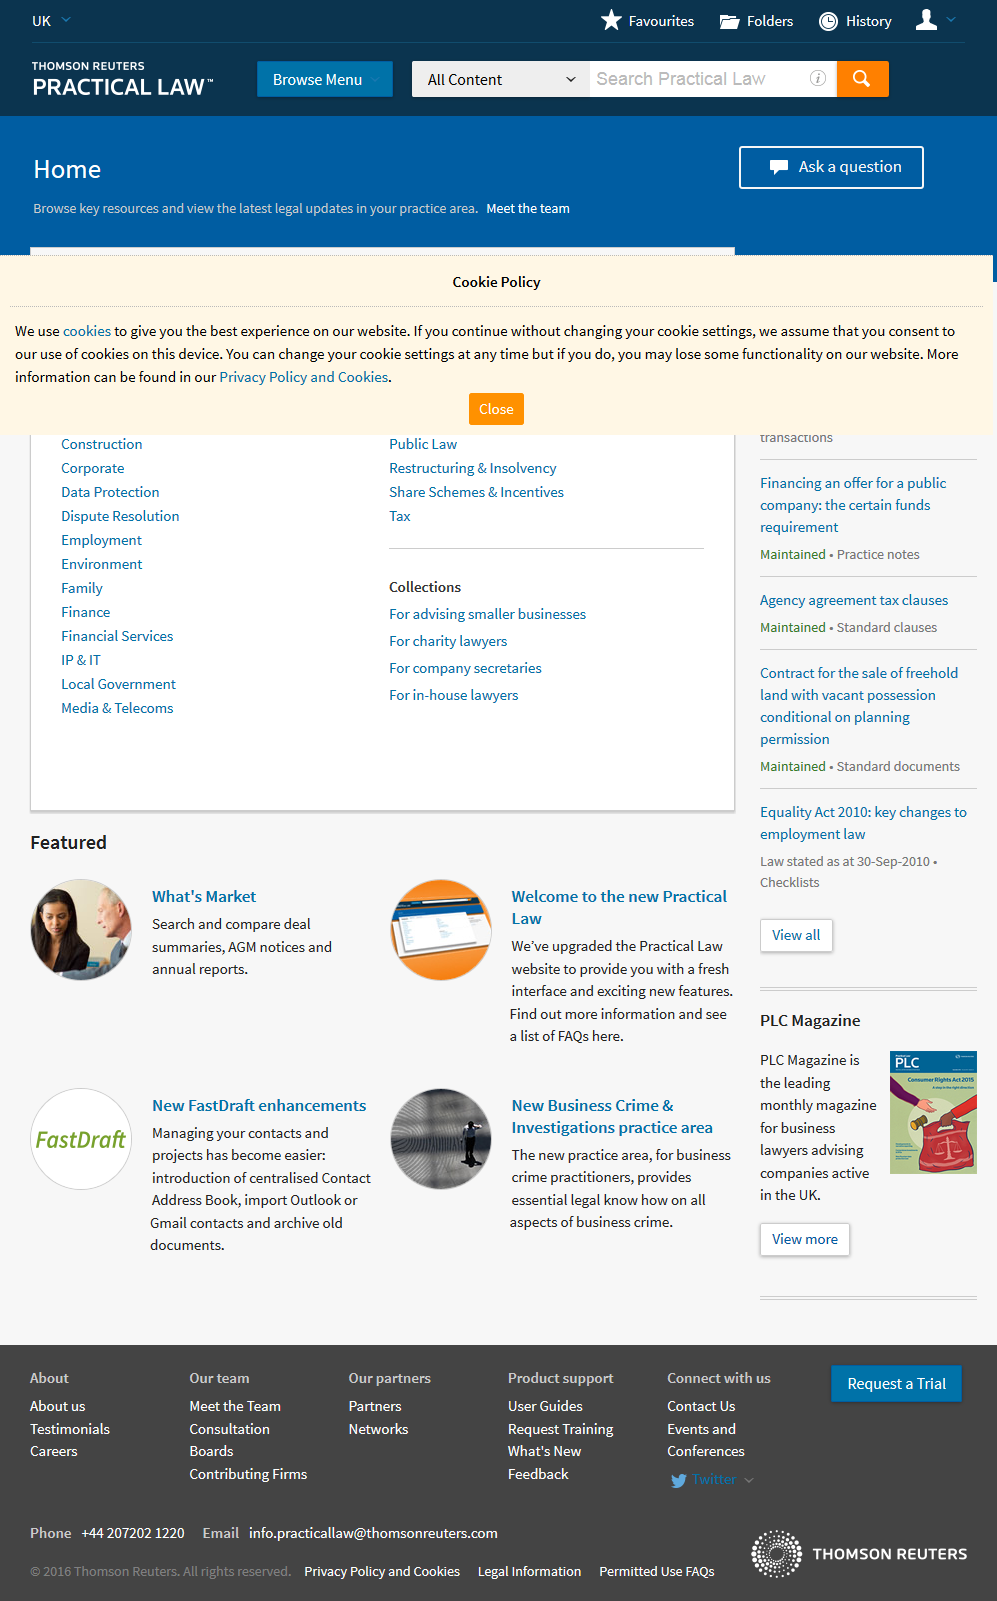 UK
Favourites
Folders
History
THOMSON REUTERS
PRACTICAL LAW™
Browse Menu
All Content
Search Practical Law
Home
Ask a question
Browse key resources and view the latest legal updates in your practice area. Meet the team
Cookie Policy
We use cookies to give you the best experience on our website. If you continue without changing your cookie settings, we assume that you consent to
our use of cookies on this device. You can change your cookie settings at any time but if you do, you may lose some functionality on our website. More
information can be found in our Privacy Policy and Cookies.
Close
Construction
Corporate
Data Protection
Dispute Resolution
Employment
Environment
Family
Finance
Financial Services
IP & IT
Local Government
Media & Telecoms
Public Law
Restructuring & Insolvency
Share Schemes & Incentives
Tax
Collections
For advising smaller businesses
For charity lawyers
For company secretaries
For in-house lawyers
transactions
Financing an offer for a public
company: the certain funds
requirement
Maintained • Practice notes
Agency agreement tax clauses
Maintained • Standard clauses
Contract for the sale of freehold
land with vacant possession
conditional on planning
permission
Maintained • Standard documents
Equality Act 2010: key changes to
employment law
Law stated as at 30-Sep-2010 •
Checklists
View all
Featured
What's Market
Search and compare deal
summaries, AGM notices and
annual reports.
Welcome to the new Practical
Law
We've upgraded the Practical Law
website to provide you with a fresh
interface and exciting new features.
Find out more information and see
a list of FAQs here.
FastDraft
New FastDraft enhancements
Managing your contacts and
projects has become easier:
introduction of centralised Contact
Address Book, import Outlook or
Gmail contacts and archive old
documents.
New Business Crime &
Investigations practice area
The new practice area, for business
crime practitioners, provides
essential legal know how on all
aspects of business crime.
PLC Magazine
PLC Magazine is
the leading
monthly magazine
for business
lawyers advising
companies active
in the UK.
PLC
Consumer Rights Act 2015
View more
About
About us
Testimonials
Careers
Our team
Meet the Team
Consultation
Boards
Contributing Firms
Our partners
Partners
Networks
Product support
User Guides
Request Training
What's New
Feedback
Connect with us
Contact Us
Events and
Conferences
Twitter
Request a Trial
Phone +44 207202 1220 Email info.practicallaw@thomsonreuters.com
© 2016 Thomson Reuters. All rights reserved. Privacy Policy and Cookies Legal Information Permitted Use FAQs
THOMSON REUTERS